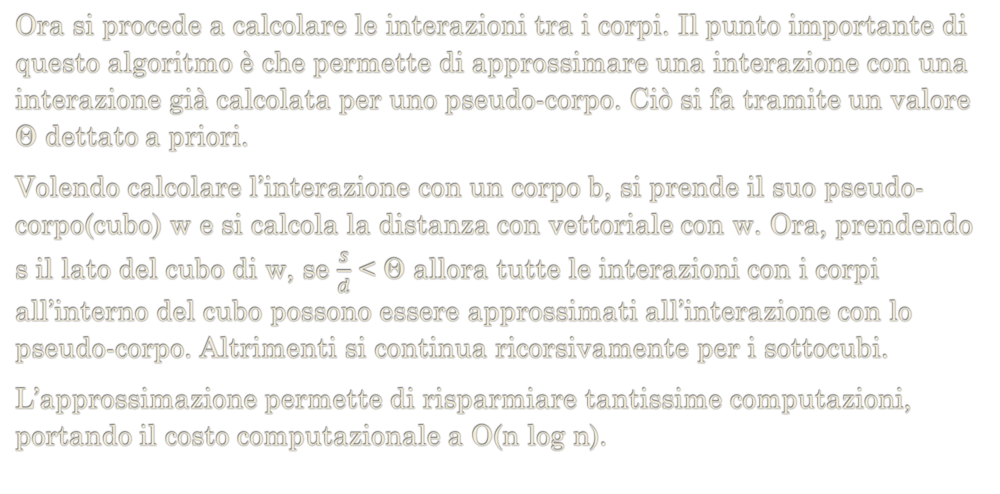 Ora si procede a calcolare le interazioni tra i corpi. Il punto importante di
questo algoritmo è che permette di approssimare una interazione con una
interazione già calcolata per uno pseudo-corpo. Ciò si fa tramite un valore
Θ dettato a priori.
Volendo calcolare l’interazione con un corpo b, si prende il suo pseudo-
corpo(cubo) w e si calcola la distanza con vettoriale con w. Ora, prendendo
s il lato del cubo di w, se s/d < Θ allora tutte le interazioni con i corpi
all’interno del cubo possono essere approssimati all’interazione con lo
pseudo-corpo. Altrimenti si continua ricorsivamente per i sottocubi.
L’approssimazione permette di risparmiare tantissime computazioni,
portando il costo computazionale a O(n log n).